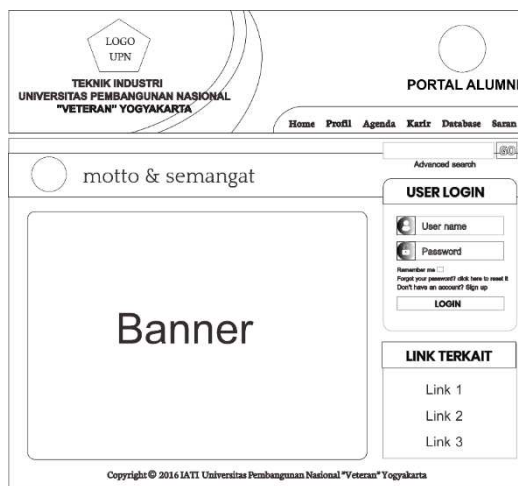 LOGO
UPN
TEKNIK INDUSTRI
UNIVERSITAS PEMBANGUNAN NASIONAL
"VETERAN" YOGYAKARTA
PORTAL ALUMNI
Home Profil Agenda Karir Database Saran
GO
Advanced search
motto & semangat
USER LOGIN
User name
Password
Remember me
Forgot your password? click here to reset it
Don't have an account? Sign up
LOGIN
Banner
LINK TERKAIT
Link 1
Link 2
Link 3
Copyright © 2016 IATI Universitas Pembangunan Nasional "Veteran" Yogyakarta